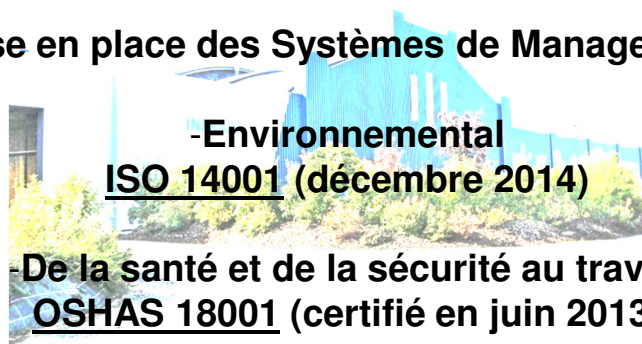 se en place des Systèmes de Manage
-Environnemental
ISO 14001 (décembre 2014)
-De la santé et de la sécurité au trav
OSHAS 18001 (certifié en juin 2013